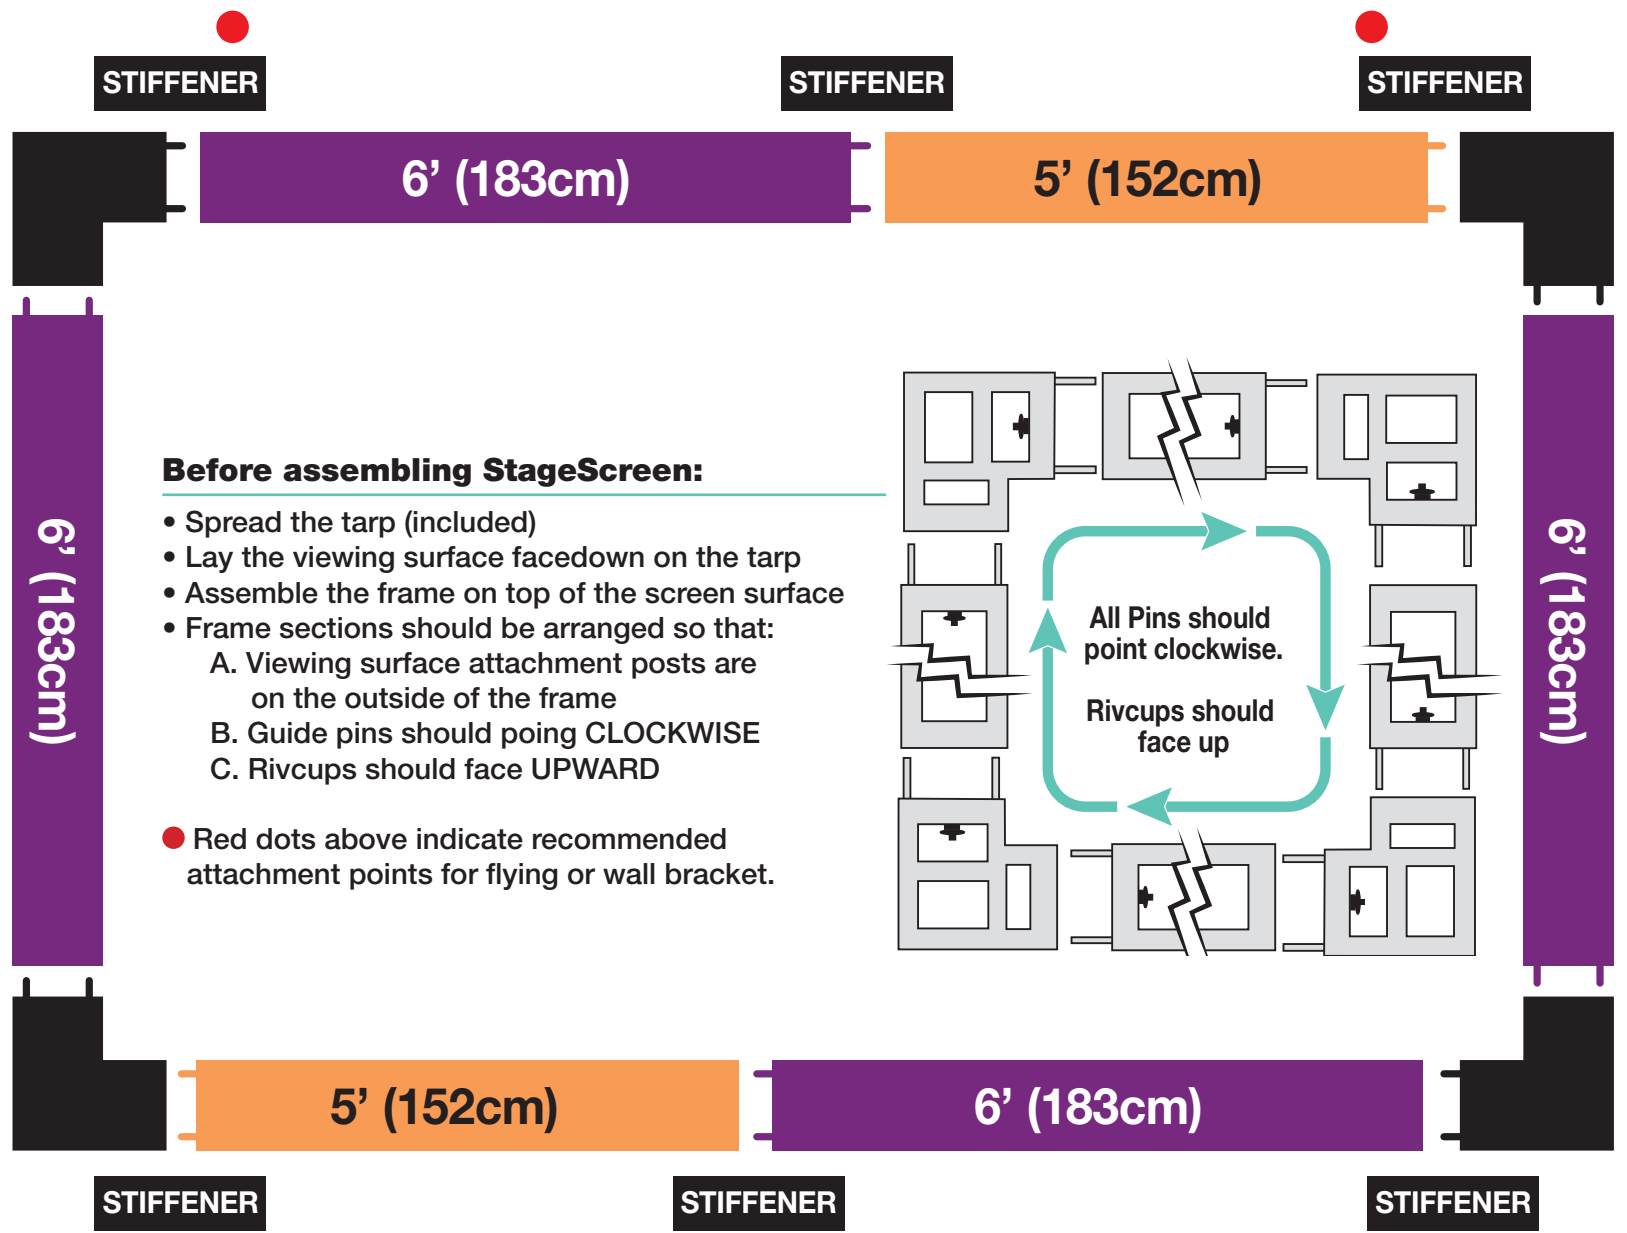 STIFFENER
STIFFENER
STIFFENER
6’ (183cm)
5’ (152cm)
6’ (183cm)
Before assembling StageScreen:
• Spread the tarp (included)
• Lay the viewing surface facedown on the tarp
• Assemble the frame on top of the screen surface
• Frame sections should be arranged so that:
A. Viewing surface attachment posts are
on the outside of the frame
B. Guide pins should poing CLOCKWISE
C. Rivcups should face UPWARD
Red dots above indicate recommended
attachment points for flying or wall bracket.
All Pins should
point clockwise.
Rivcups should
face up
6’ (183cm)
5’ (152cm)
6’ (183cm)
STIFFENER
STIFFENER
STIFFENER